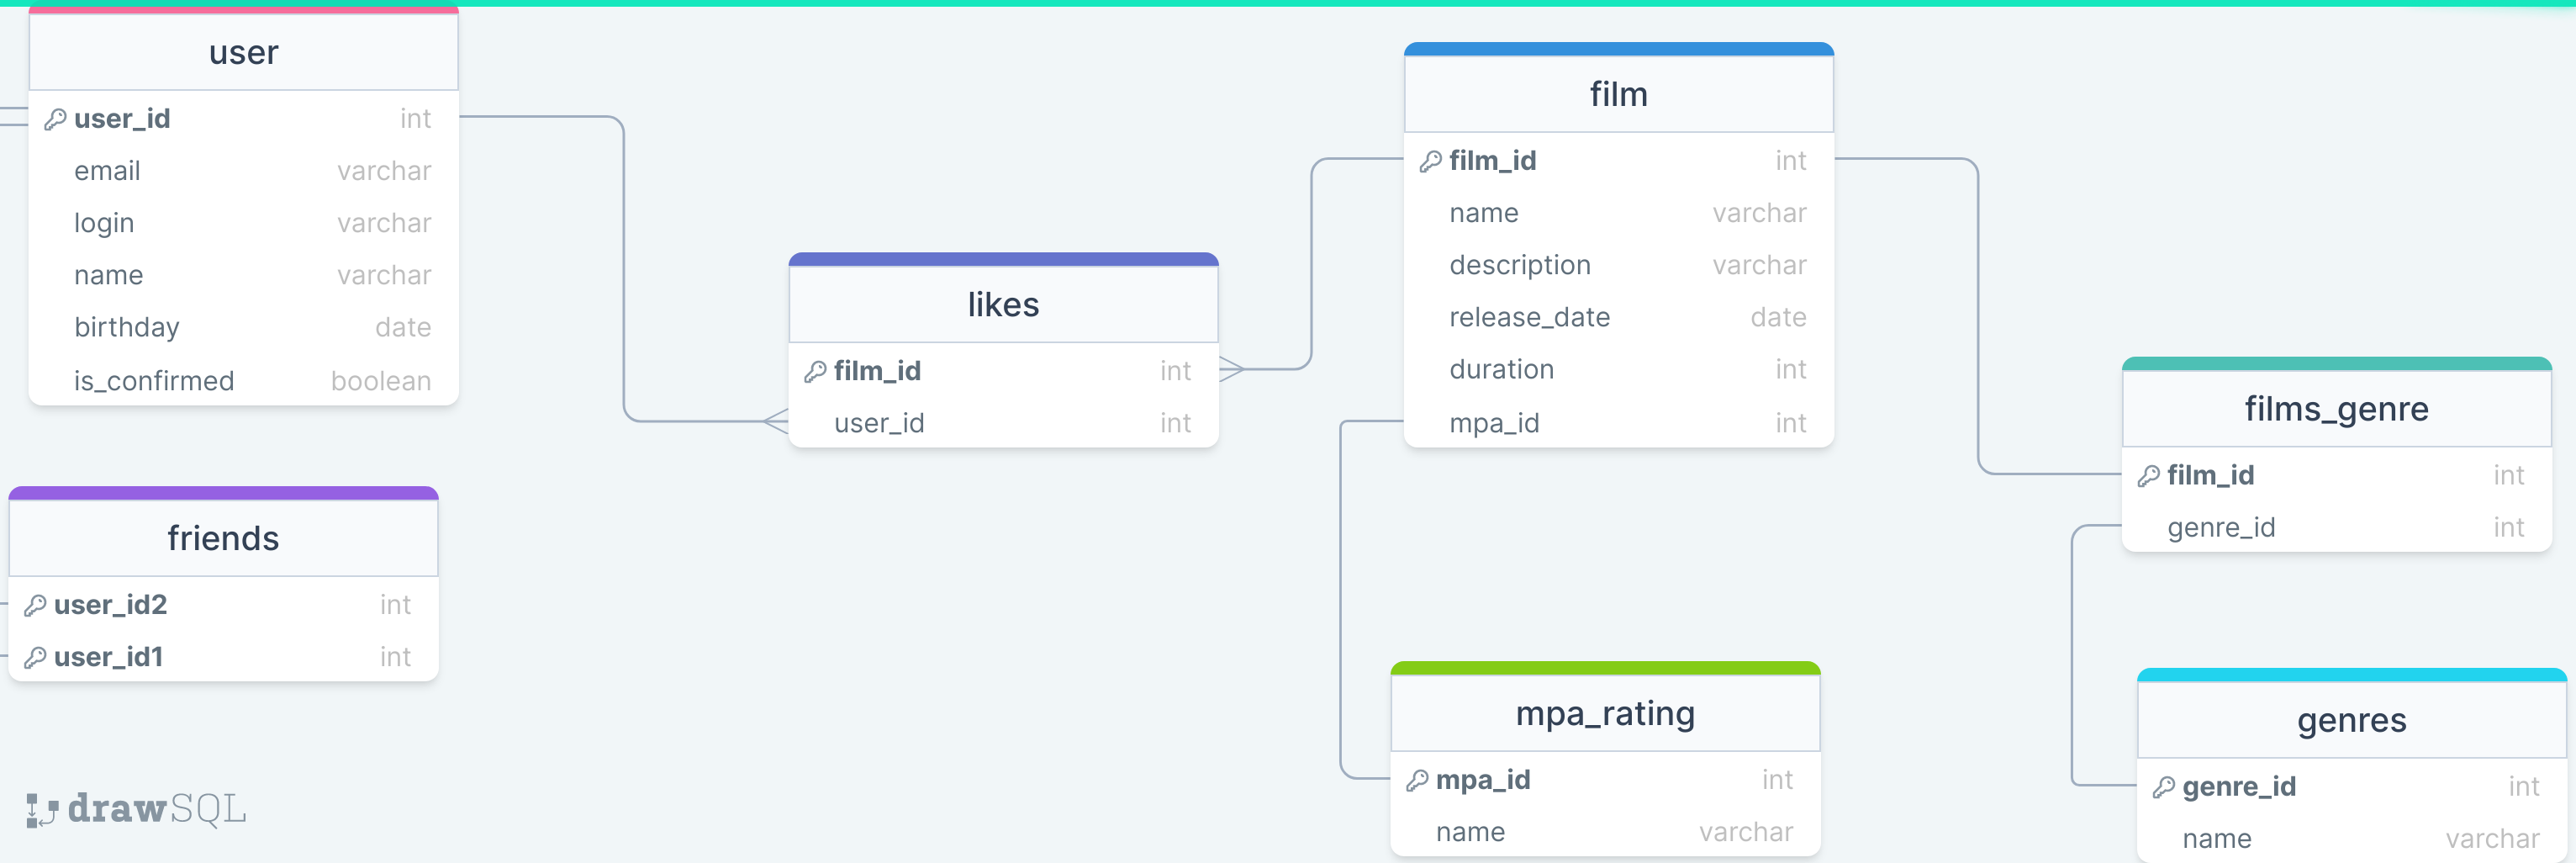 user
user_id int
email varchar
login varchar
name varchar
birthday date
is_confirmed boolean
friends
user_id2 int
user_id1 int
likes
film_id int
user_id int
film
film_id int
name varchar
description varchar
release_date date
duration int
mpa_id int
mpa_rating
mpa_id int
name varchar
films_genre
film_id int
genre_id int
genres
genre_id int
name varchar
drawSQL